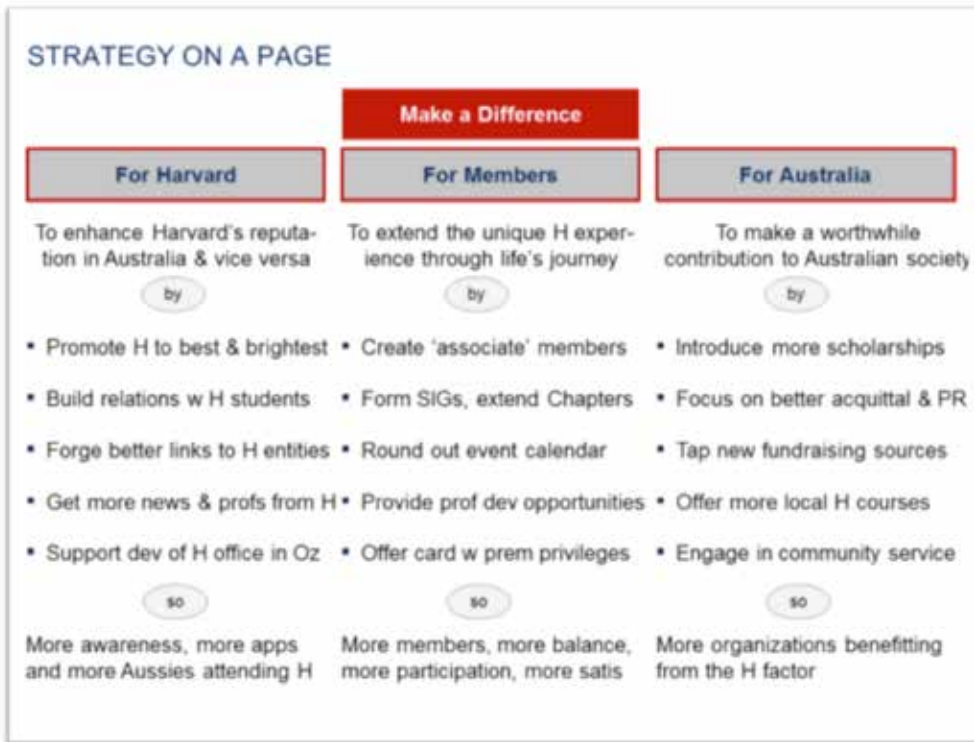 STRATEGY ON A PAGE
Make a Difference
For Harvard
To enhance Harvard's reputa-
tion in Australia & vice versa
by
• Promote H to best & brightest
• Build relations w H students
• Forge better links to H entities
• Get more news & profs from H
• Support dev of H office in Oz
so
More awareness, more apps
and more Aussies attending H
For Members
To extend the unique H exper-
ience through life's journey
by
• Create 'associate' members
• Form SIGs, extend Chapters
• Round out event calendar
• Provide prof dev opportunities
• Offer card w prem privileges
so
More members, more balance,
more participation, more satis
For Australia
To make a worthwhile
contribution to Australian society
by
• Introduce more scholarships
• Focus on better acquittal & PR
• Tap new fundraising sources
• Offer more local H courses
• Engage in community service
so
More organizations benefitting
from the H factor